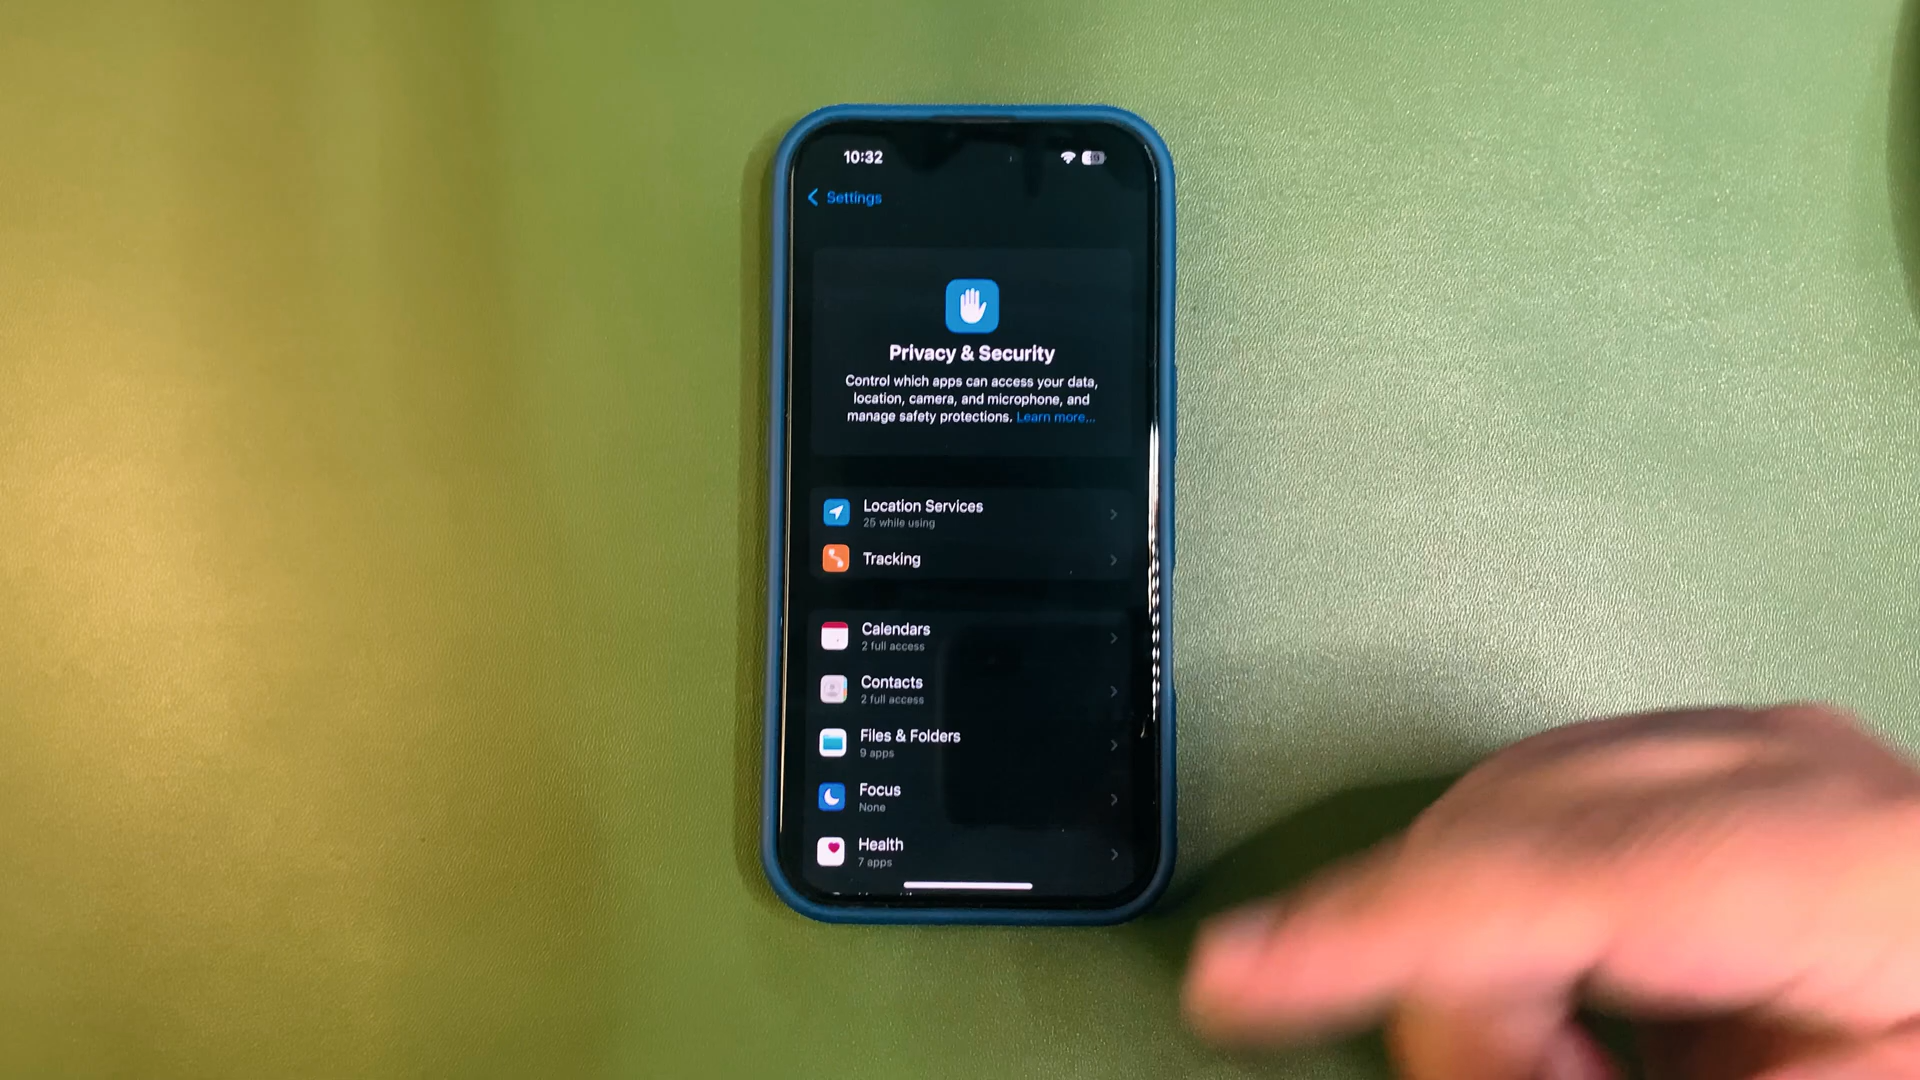 10:32
Settings
Privacy & Security
Control which apps can access your data,
location, camera, and microphone, and
manage safety protections. Learn more...
Location Services
25 while using
Tracking
Calendars
2 full access
Contacts
2 full access
Files & Folders
9 apps
Focus
None
Health
7 apps